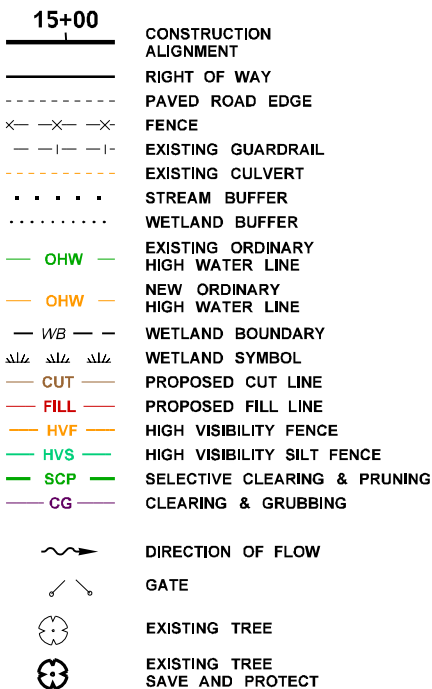 15+00
CONSTRUCTION
ALIGNMENT
RIGHT OF WAY
PAVED ROAD EDGE
FENCE
EXISTING GUARDRAIL
EXISTING CULVERT
STREAM BUFFER
WETLAND BUFFER
EXISTING ORDINARY
OHW HIGH WATER LINE
NEW ORDINARY
OHW HIGH WATER LINE
WB WETLAND BOUNDARY
WETLAND SYMBOL
CUT PROPOSED CUT LINE
FILL PROPOSED FILL LINE
HVF HIGH VISIBILITY FENCE
HVS HIGH VISIBILITY SILT FENCE
SCP SELECTIVE CLEARING & PRUNING
CG CLEARING & GRUBBING
DIRECTION OF FLOW
GATE
EXISTING TREE
EXISTING TREE
SAVE AND PROTECT